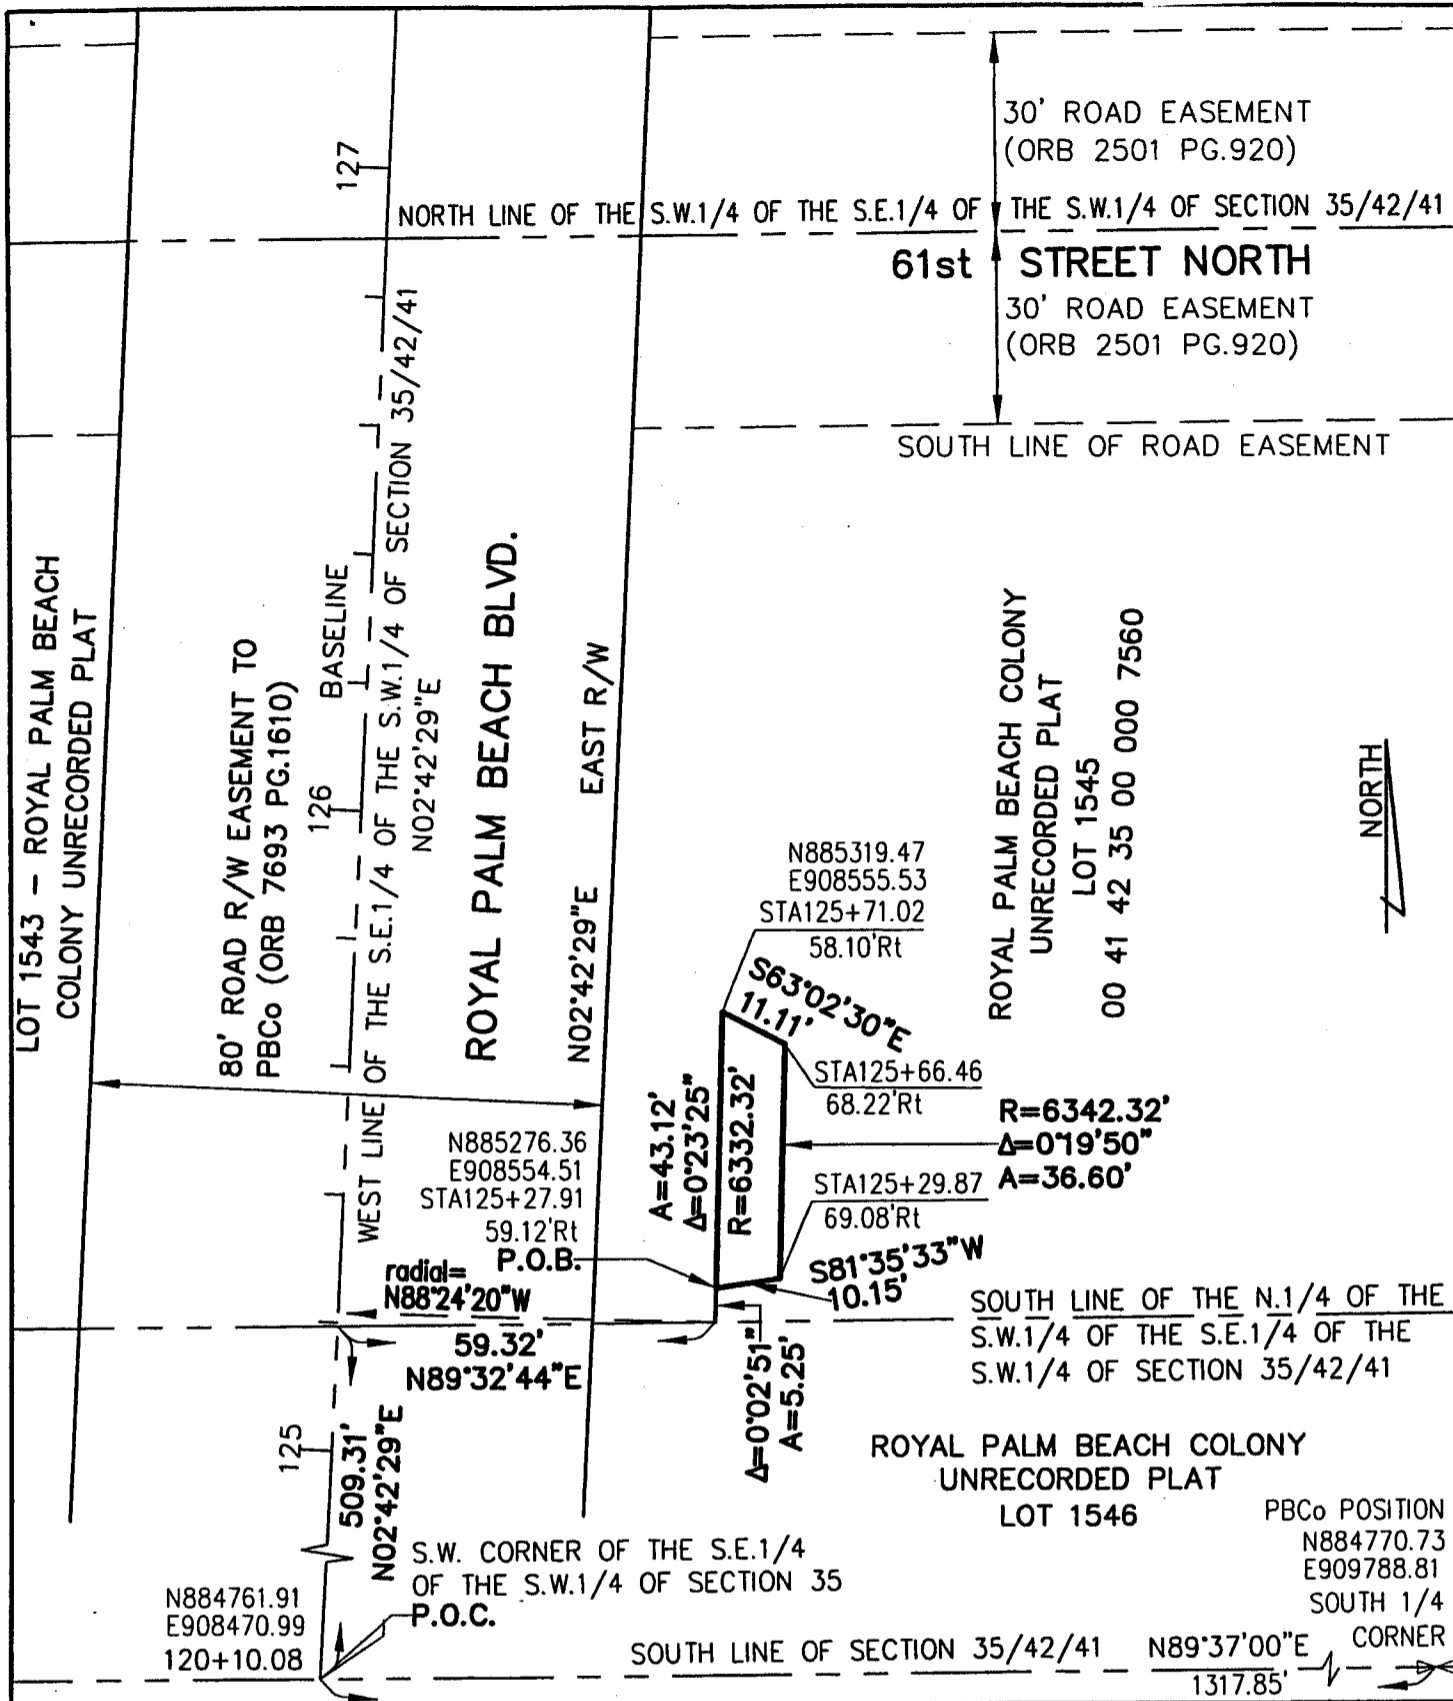 30' ROAD EASEMENT
(ORB 2501 PG.920)
127
NORTH LINE OF THE S.W.1/4 OF THE S.E.1/4 OF THE S.W.1/4 OF SECTION 35/42/41
61st STREET NORTH
30' ROAD EASEMENT
(ORB 2501 PG.920)
SOUTH LINE OF ROAD EASEMENT
LOT 1543 - ROYAL PALM BEACH
COLONY UNRECORDED PLAT
80' ROAD R/W EASEMENT TO
PBCo (ORB 7693 PG.1610)
126
BASELINE
WEST LINE OF THE S.E.1/4 OF THE S.W.1/4 OF SECTION 35/42/41
N02°42'29"E
ROYAL PALM BEACH BLVD.
N02°42'29"E EAST R/W
ROYAL PALM BEACH COLONY
UNRECORDED PLAT
LOT 1545
00 41 42 35 00 000 7560
NORTH
N885319.47
E908555.53
STA125+71.02
58.10'Rt
S63°02'30"E
11.11'
STA125+66.46
68.22'Rt
A=43.12'
Δ=0°23'25"
R=6332.32'
R=6342.32'
Δ=0°19'50"
A=36.60'
N885276.36
E908554.51
STA125+27.91
59.12'Rt
P.O.B.
STA125+29.87
69.08'Rt
S81°35'33"W
10.15'
radial=
N88°24'20"W
59.32'
N89°32'44"E
Δ=0°02'51"
A=5.25'
SOUTH LINE OF THE N.1/4 OF THE
S.W.1/4 OF THE S.E.1/4 OF THE
S.W.1/4 OF SECTION 35/42/41
125
509.31'
N02°42'29"E
ROYAL PALM BEACH COLONY
UNRECORDED PLAT
LOT 1546
PBCo POSITION
N884770.73
E909788.81
SOUTH 1/4
CORNER
S.W. CORNER OF THE S.E.1/4
OF THE S.W.1/4 OF SECTION 35
P.O.C.
N884761.91
E908470.99
120+10.08
SOUTH LINE OF SECTION 35/42/41
N89°37'00"E
1317.85'